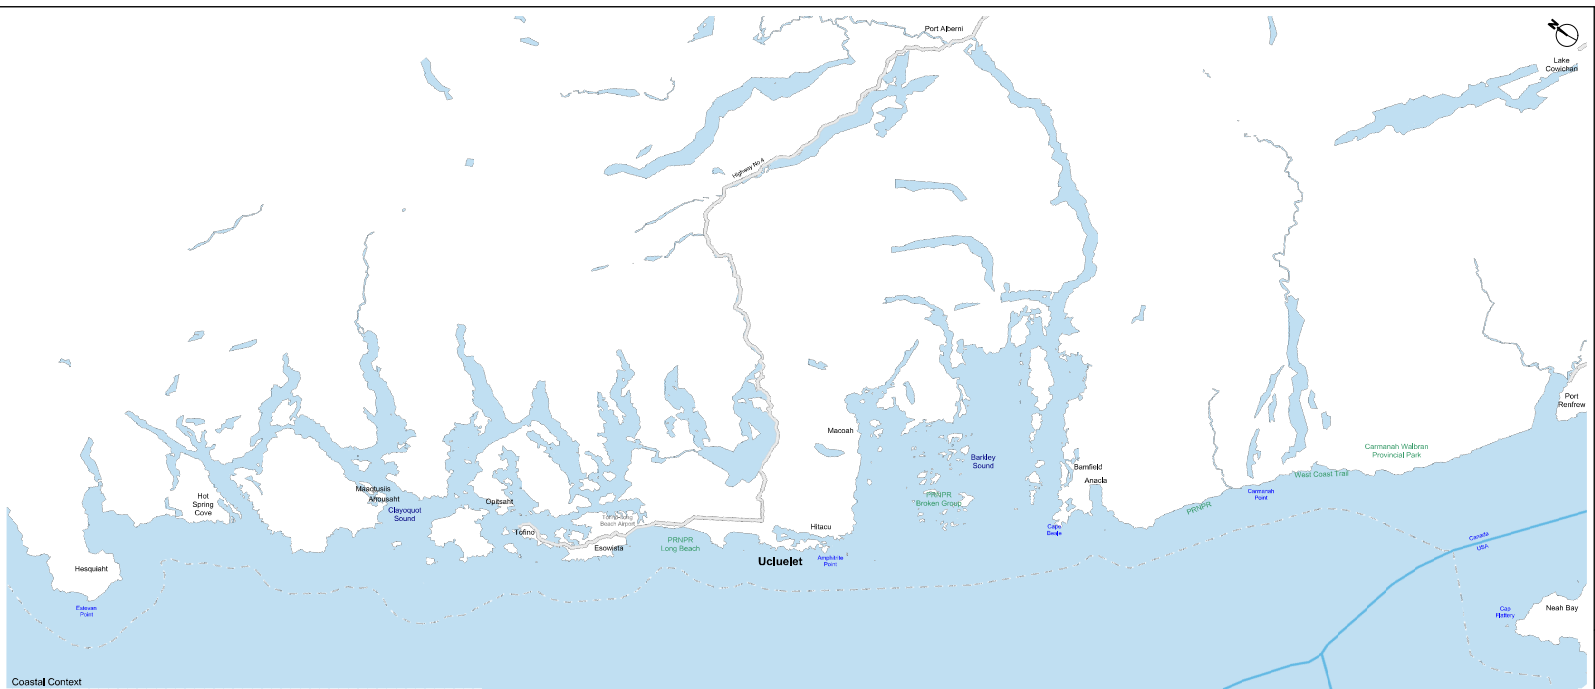 Port Alberni
N
Lake
Cowichan
Highway No.4
Port
Renfrew
Macoah
Carmanah Walbran
Provincial Park
Barkley
Sound
Bamfield
Anacla
West Coast Trail
Maaqtusiis
Ahousaht
Hot
Spring
Cove
Clayoquot
Sound
Opitsaht
PRNPR
Broken Group
Carmanah
Point
PRNPR
Beach Airport
Tofino
Esowista
PRNPR
Long Beach
Hitacu
Cape
Beale
Ucluelet
Amphitrite
Point
Canada
USA
Hesquiaht
Estevan
Point
Cap
Flattery
Neah Bay
Coastal Context